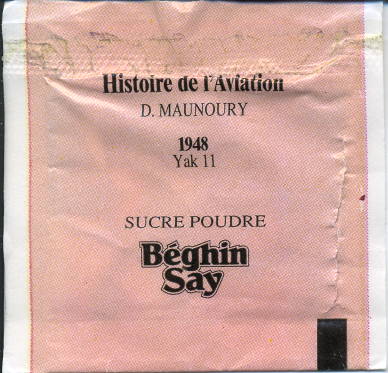 Histoire de l'Aviation
D. MAUNOURY
1948
Yak 11
SUCRE POUDRE
Béghin
Say